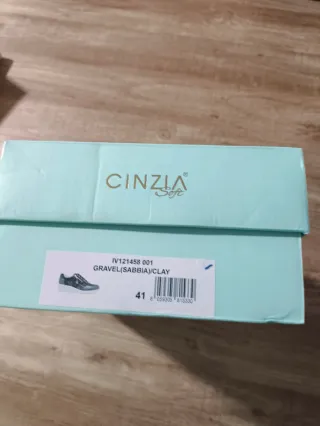 CINZIA®
Soft
IV121458 001
GRAVEL(SABBIA)/CLAY
41